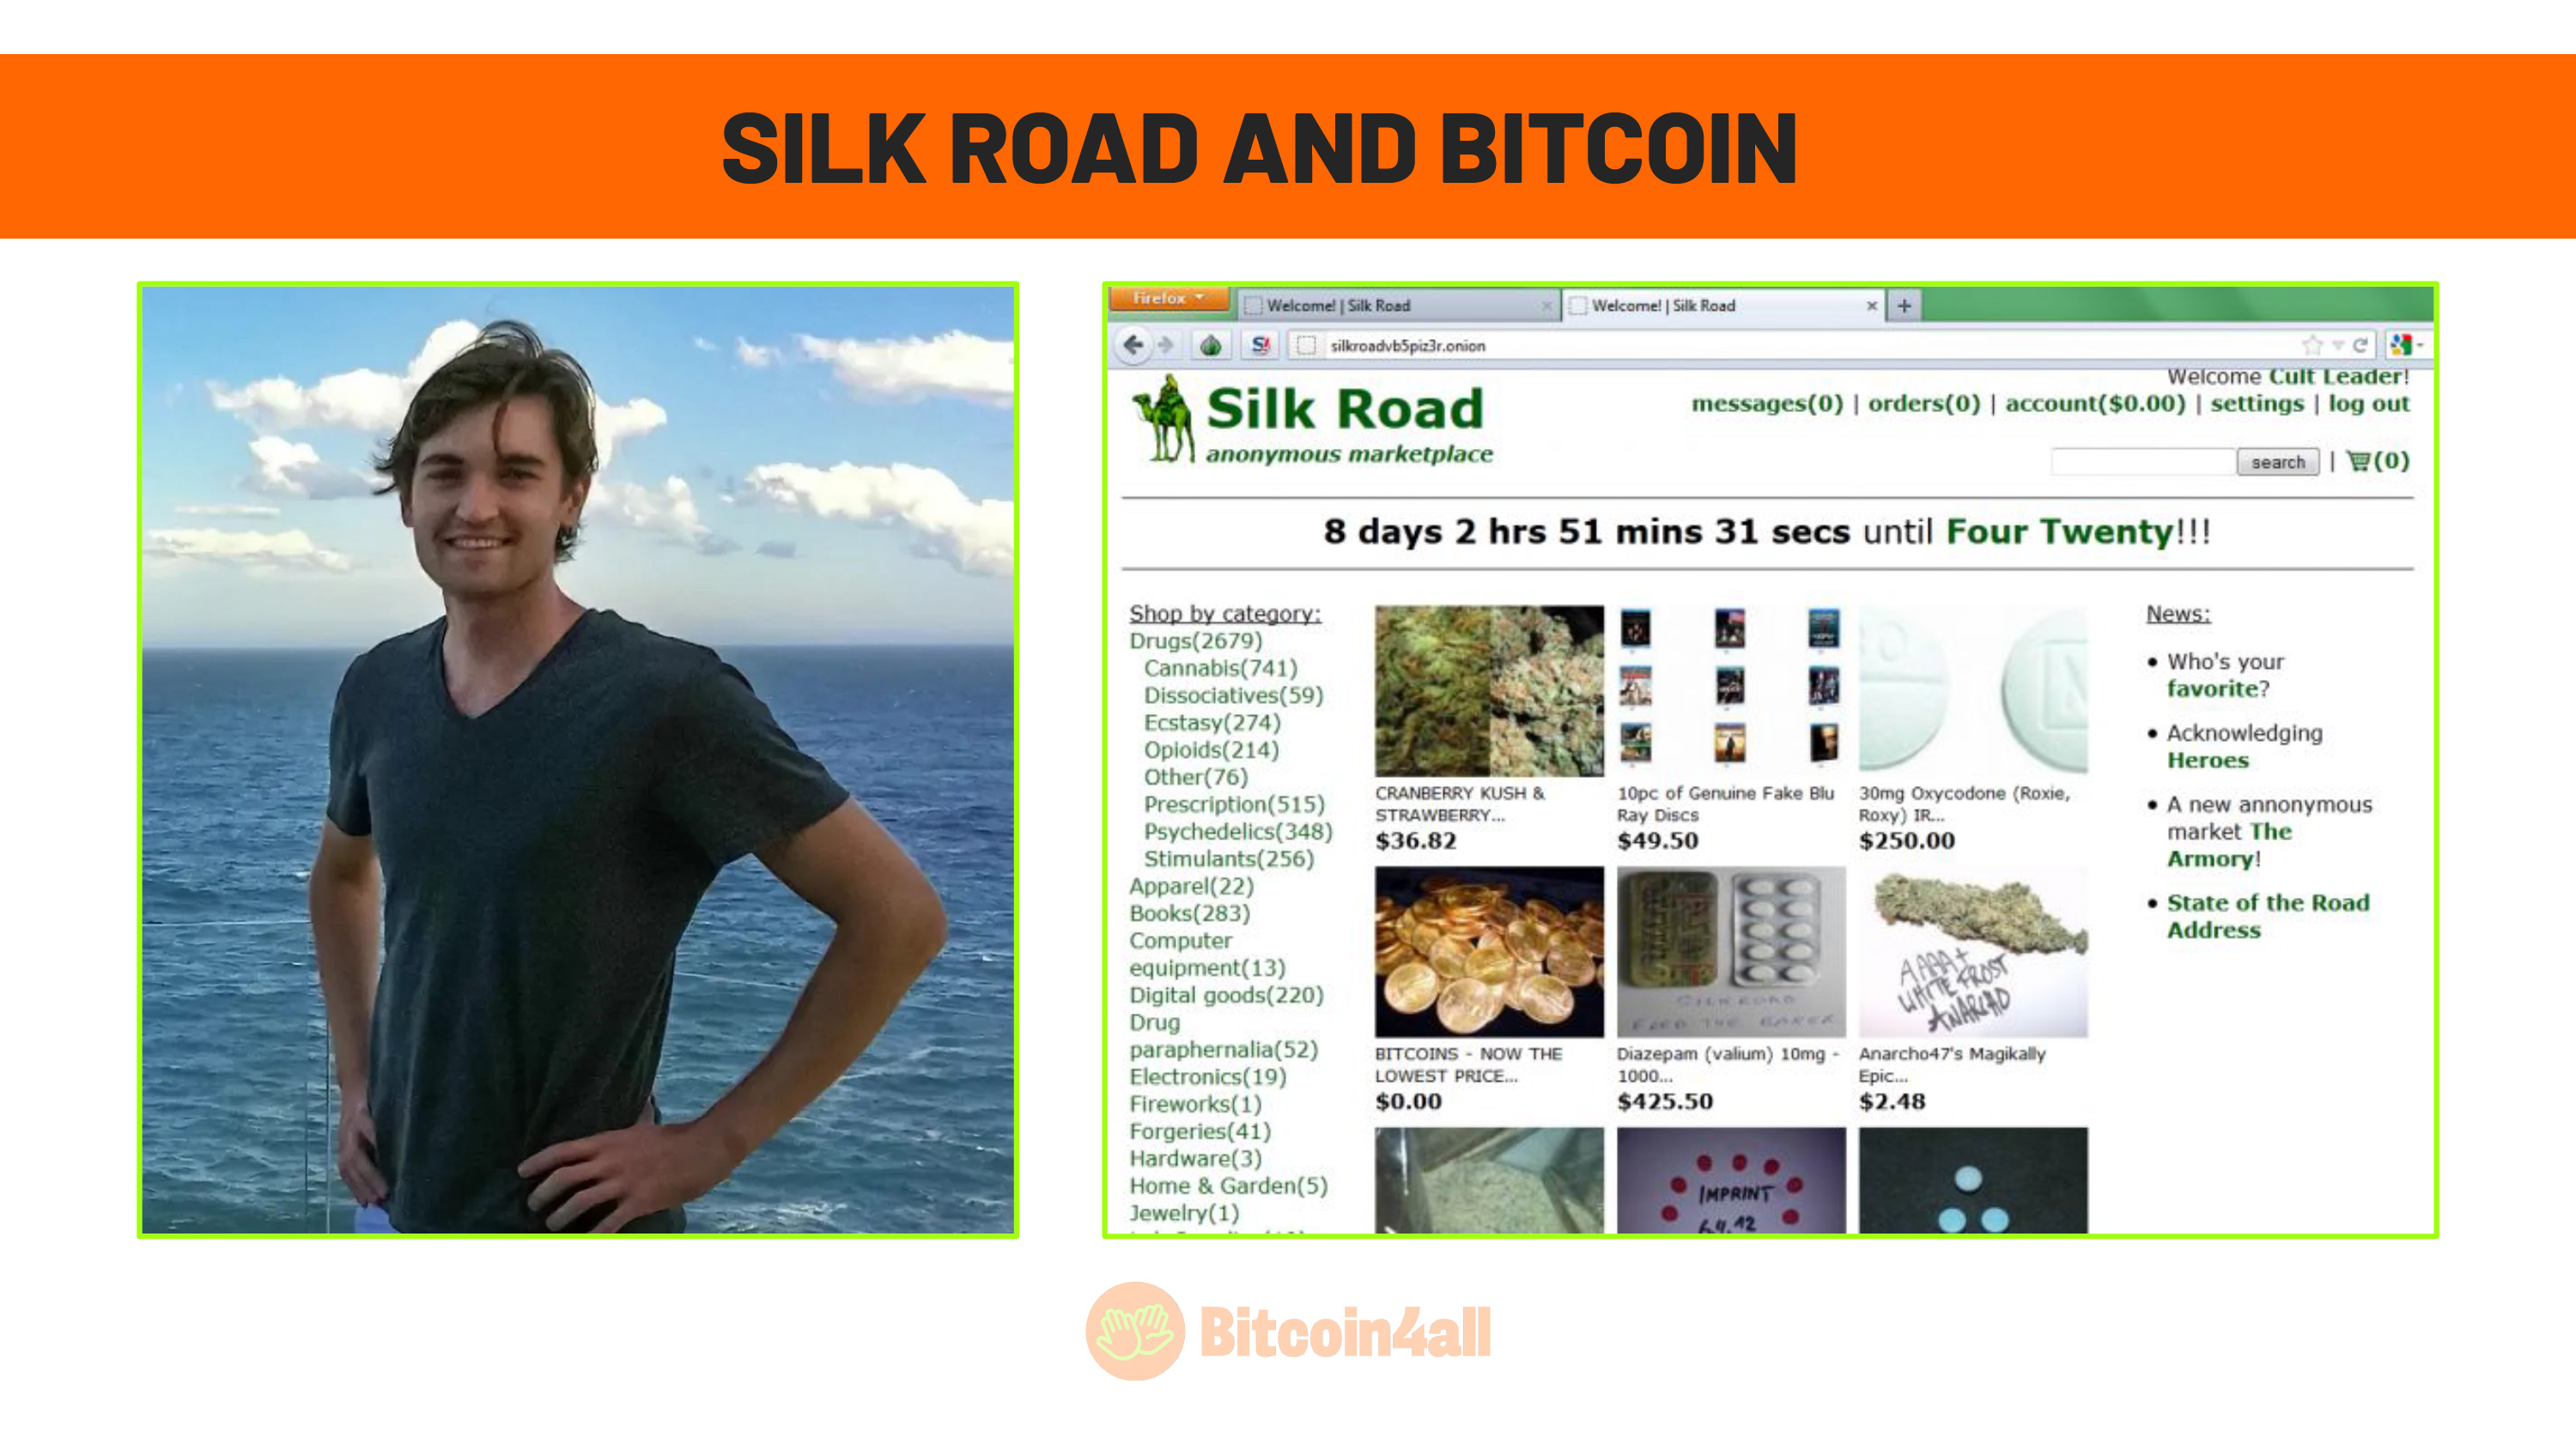 SILK ROAD AND BITCOIN
Firefox
Welcome! | Silk Road
Welcome! | Silk Road
silkroadvb5piz3r.onion
Silk Road
anonymous marketplace
Welcome Cult Leader!
messages(0) | orders(0) | account($0.00) | settings | log out
search | (0)
8 days 2 hrs 51 mins 31 secs until Four Twenty!!!
Shop by category:
Drugs(2679)
Cannabis(741)
Dissociatives(59)
Ecstasy(274)
Opioids(214)
Other(76)
Prescription(515)
Psychedelics(348)
Stimulants(256)
Apparel(22)
Books(283)
Computer
equipment(13)
Digital goods(220)
Drug
paraphernalia(52)
Electronics(19)
Fireworks(1)
Forgeries(41)
Hardware(3)
Home & Garden(5)
Jewelry(1)
CRANBERRY KUSH &
STRAWBERRY...
$36.82
10pc of Genuine Fake Blu
Ray Discs
$49.50
30mg Oxycodone (Roxie,
Roxy) IR...
$250.00
BITCOINS - NOW THE
LOWEST PRICE...
$0.00
SILKROAD
Diazepam (valium) 10mg -
1000...
$425.50
AAAA+
WHITE FROST
Anarcho47's Magikally
Epic...
$2.48
IMPRINT
64.12
News:
• Who's your
favorite?
• Acknowledging
Heroes
• A new annonymous
market The
Armory!
• State of the Road
Address
Bitcoin4all